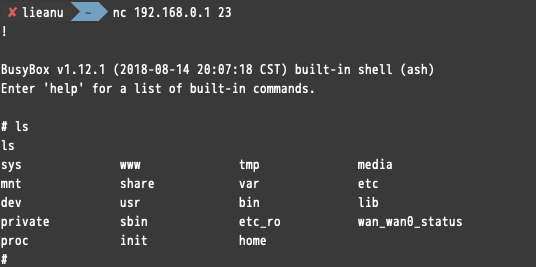 ✘ lieanu ~ nc 192.168.0.1 23
!
BusyBox v1.12.1 (2018-08-14 20:07:18 CST) built-in shell (ash)
Enter 'help' for a list of built-in commands.
# ls
ls
sys www tmp media
mnt share var etc
dev usr bin lib
private sbin etc_ro wan_wan0_status
proc init home
#